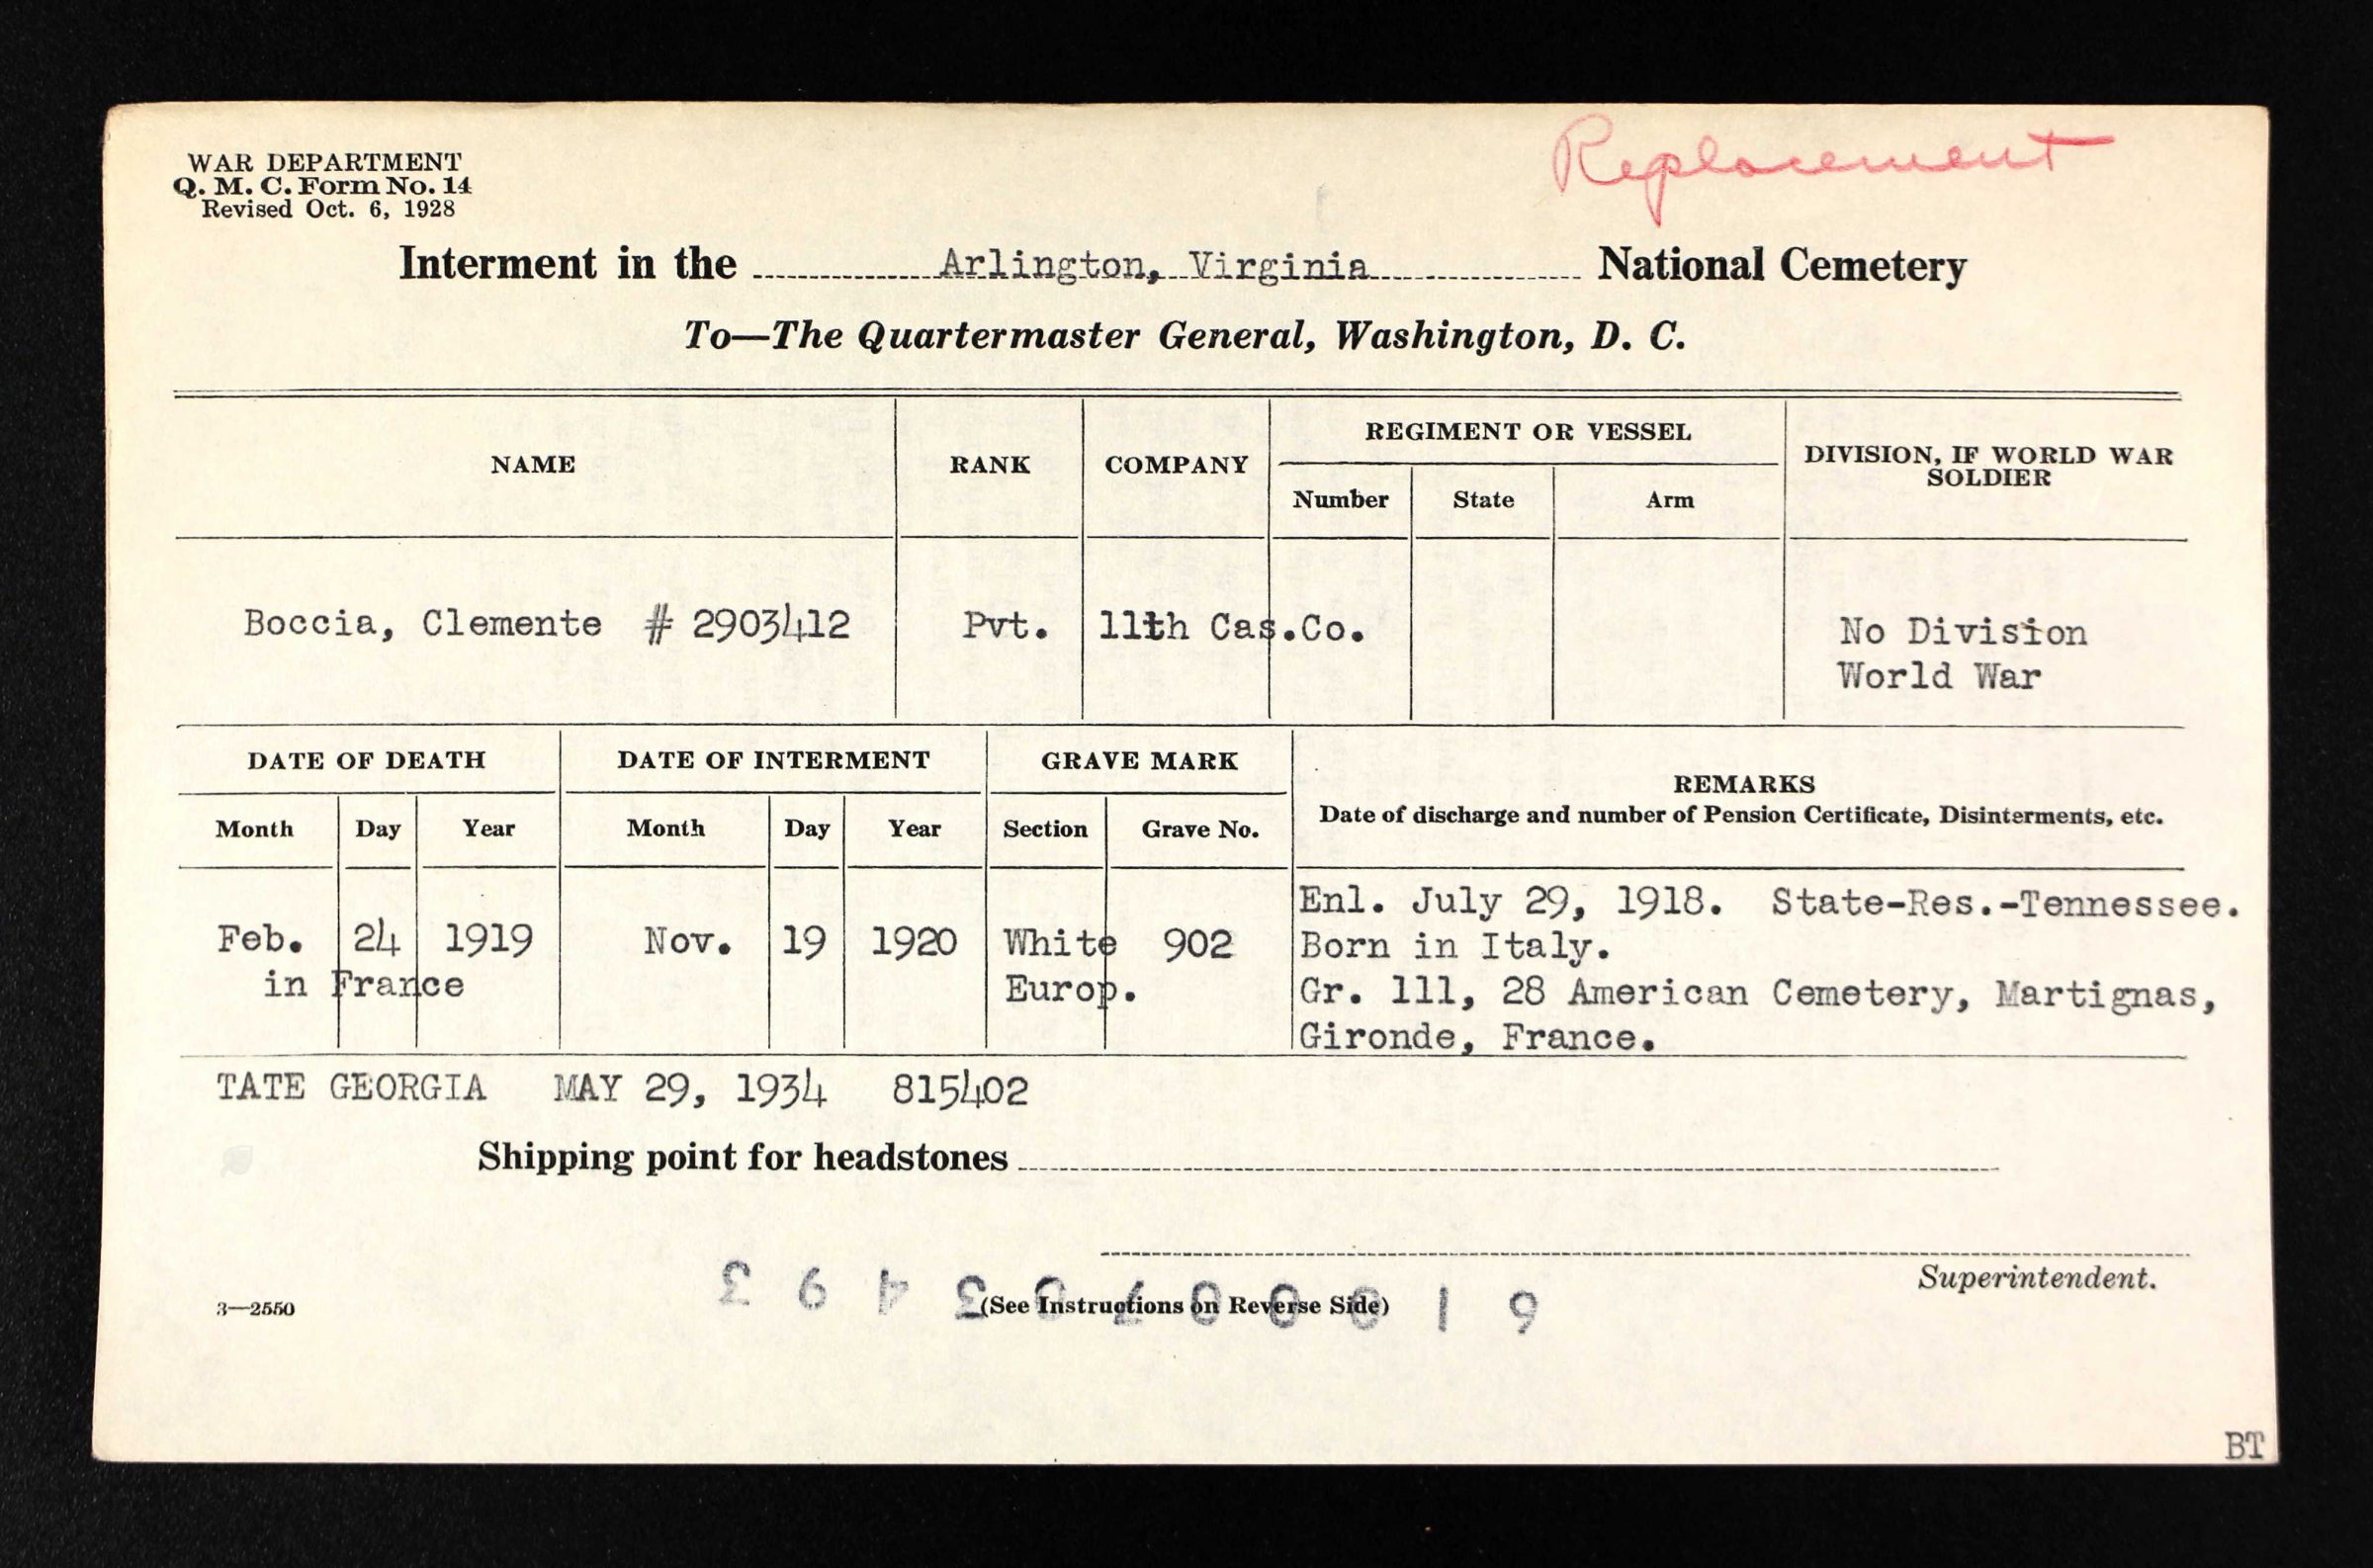 Replacement
WAR DEPARTMENT
Q. M. C. Form No. 14
Revised Oct. 6, 1928
Interment in the Arlington, Virginia National Cemetery
To—The Quartermaster General, Washington, D. C.
NAME RANK COMPANY REGIMENT OR VESSEL DIVISION, IF WORLD WAR SOLDIER
Number State Arm
Boccia, Clemente # 2903412 Pvt. 11th Cas.Co. No Division
World War
DATE OF DEATH DATE OF INTERMENT GRAVE MARK REMARKS
Date of discharge and number of Pension Certificate, Disinterments, etc.
Month Day Year Month Day Year Section Grave No.
Enl. July 29, 1918. State-Res.-Tennessee.
Feb. 24 1919 Nov. 19 1920 White 902 Born in Italy.
in France Europ. Gr. 111, 28 American Cemetery, Martignas,
Gironde, France.
TATE GEORGIA MAY 29, 1934 815402
Shipping point for headstones
Superintendent.
3—2550 (See Instructions on Reverse Side)
BT